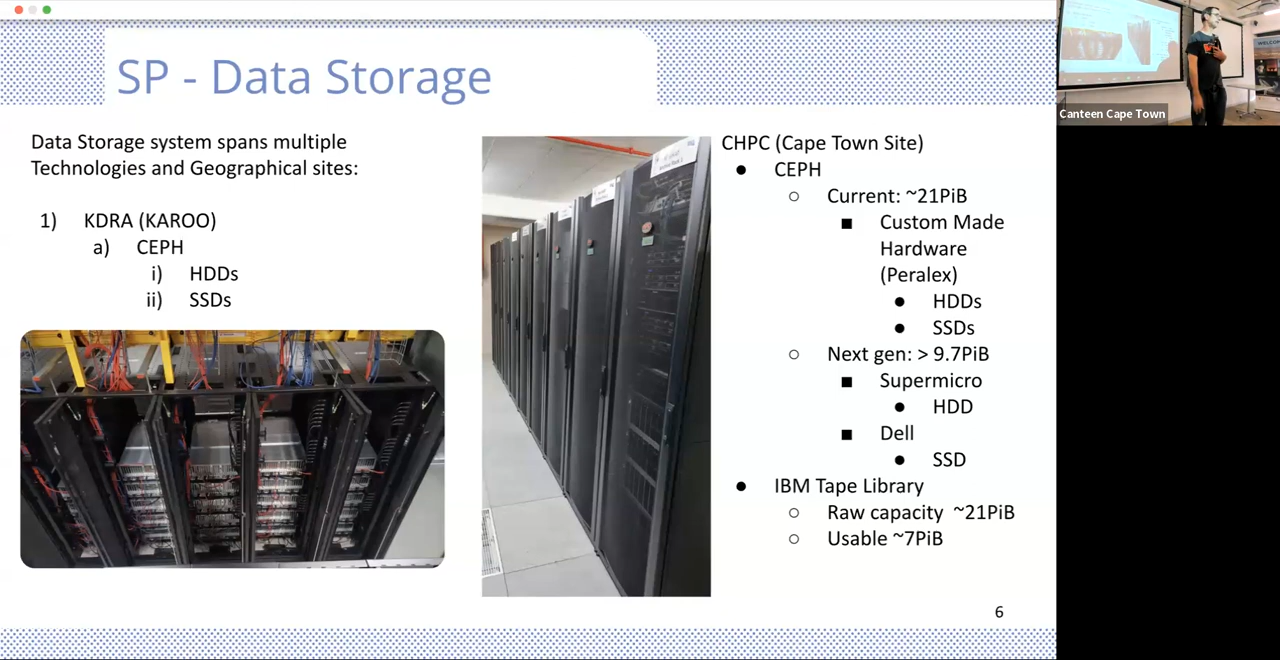 SP - Data Storage
Data Storage system spans multiple
Technologies and Geographical sites:
1) KDRA (KAROO)
a) CEPH
i) HDDs
ii) SSDs
CHPC (Cape Town Site)
● CEPH
○ Current: ~21PiB
■ Custom Made
Hardware
(Peralex)
● HDDs
● SSDs
○ Next gen: > 9.7PiB
■ Supermicro
● HDD
■ Dell
● SSD
● IBM Tape Library
○ Raw capacity ~21PiB
○ Usable ~7PiB
6
Canteen Cape Town